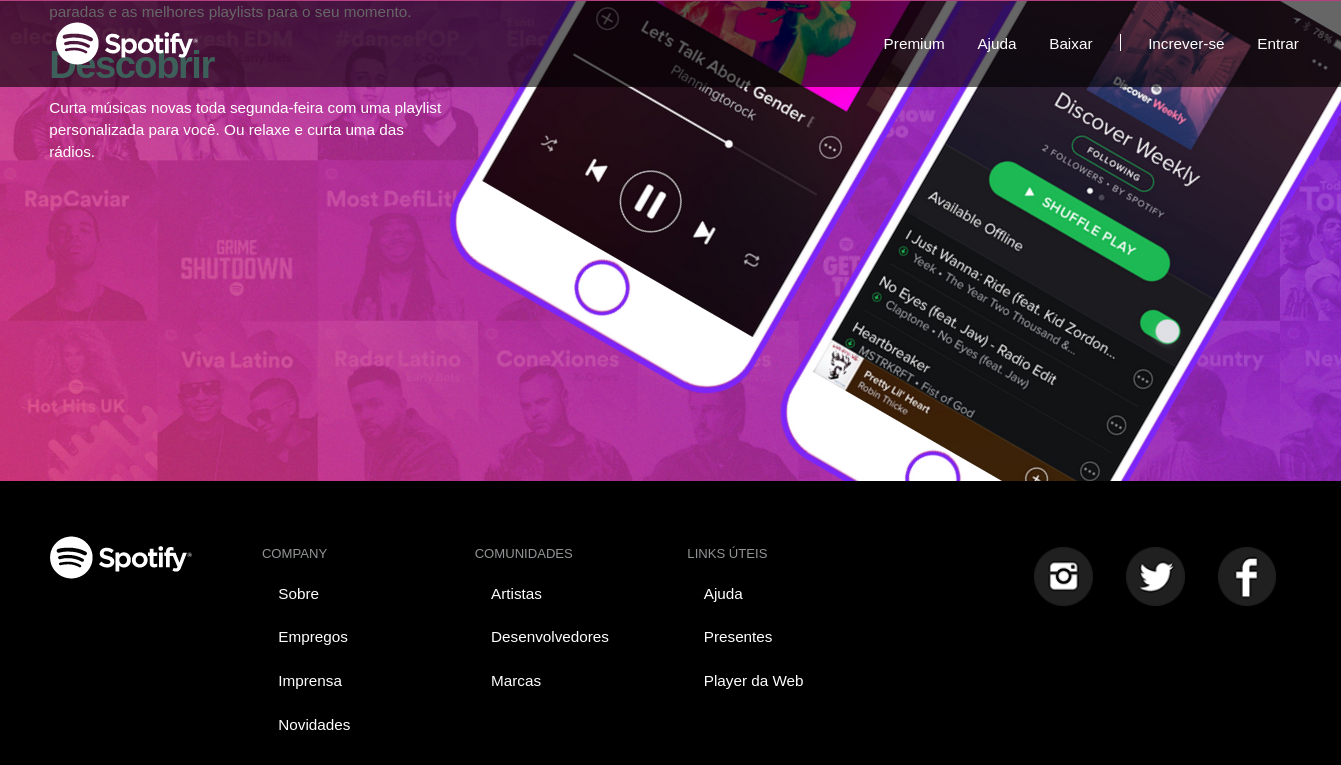 paradas e as melhores playlists para o seu momento.
Spotify
Premium
Ajuda
Baixar
Increver-se
Entrar
Descobrir
Curta músicas novas toda segunda-feira com uma playlist
personalizada para você. Ou relaxe e curta uma das
rádios.
#dancePOP
RapCaviar
Most DefiLit
GRIME
SHUTDOWN
Viva Latino
Radar Latino
ConeXiones
Hot Hits UK
Let's Talk About Gender
Planningtorock
78%
Discover Weekly
Discover Weekly
FOLLOWING
2 FOLLOWERS • BY SPOTIFY
SHUFFLE PLAY
Available Offline
I Just Wanna: Ride (feat. Kid Zordon...
Yeek • The Year Two Thousand &...
No Eyes (feat. Jaw) - Radio Edit
Claptone • No Eyes (feat. Jaw)
Heartbreaker
MSTRKRFT • Fist of God
Pretty Lil' Heart
Robin Thicke
Spotify
COMPANY
Sobre
Empregos
Imprensa
Novidades
COMUNIDADES
Artistas
Desenvolvedores
Marcas
LINKS ÚTEIS
Ajuda
Presentes
Player da Web